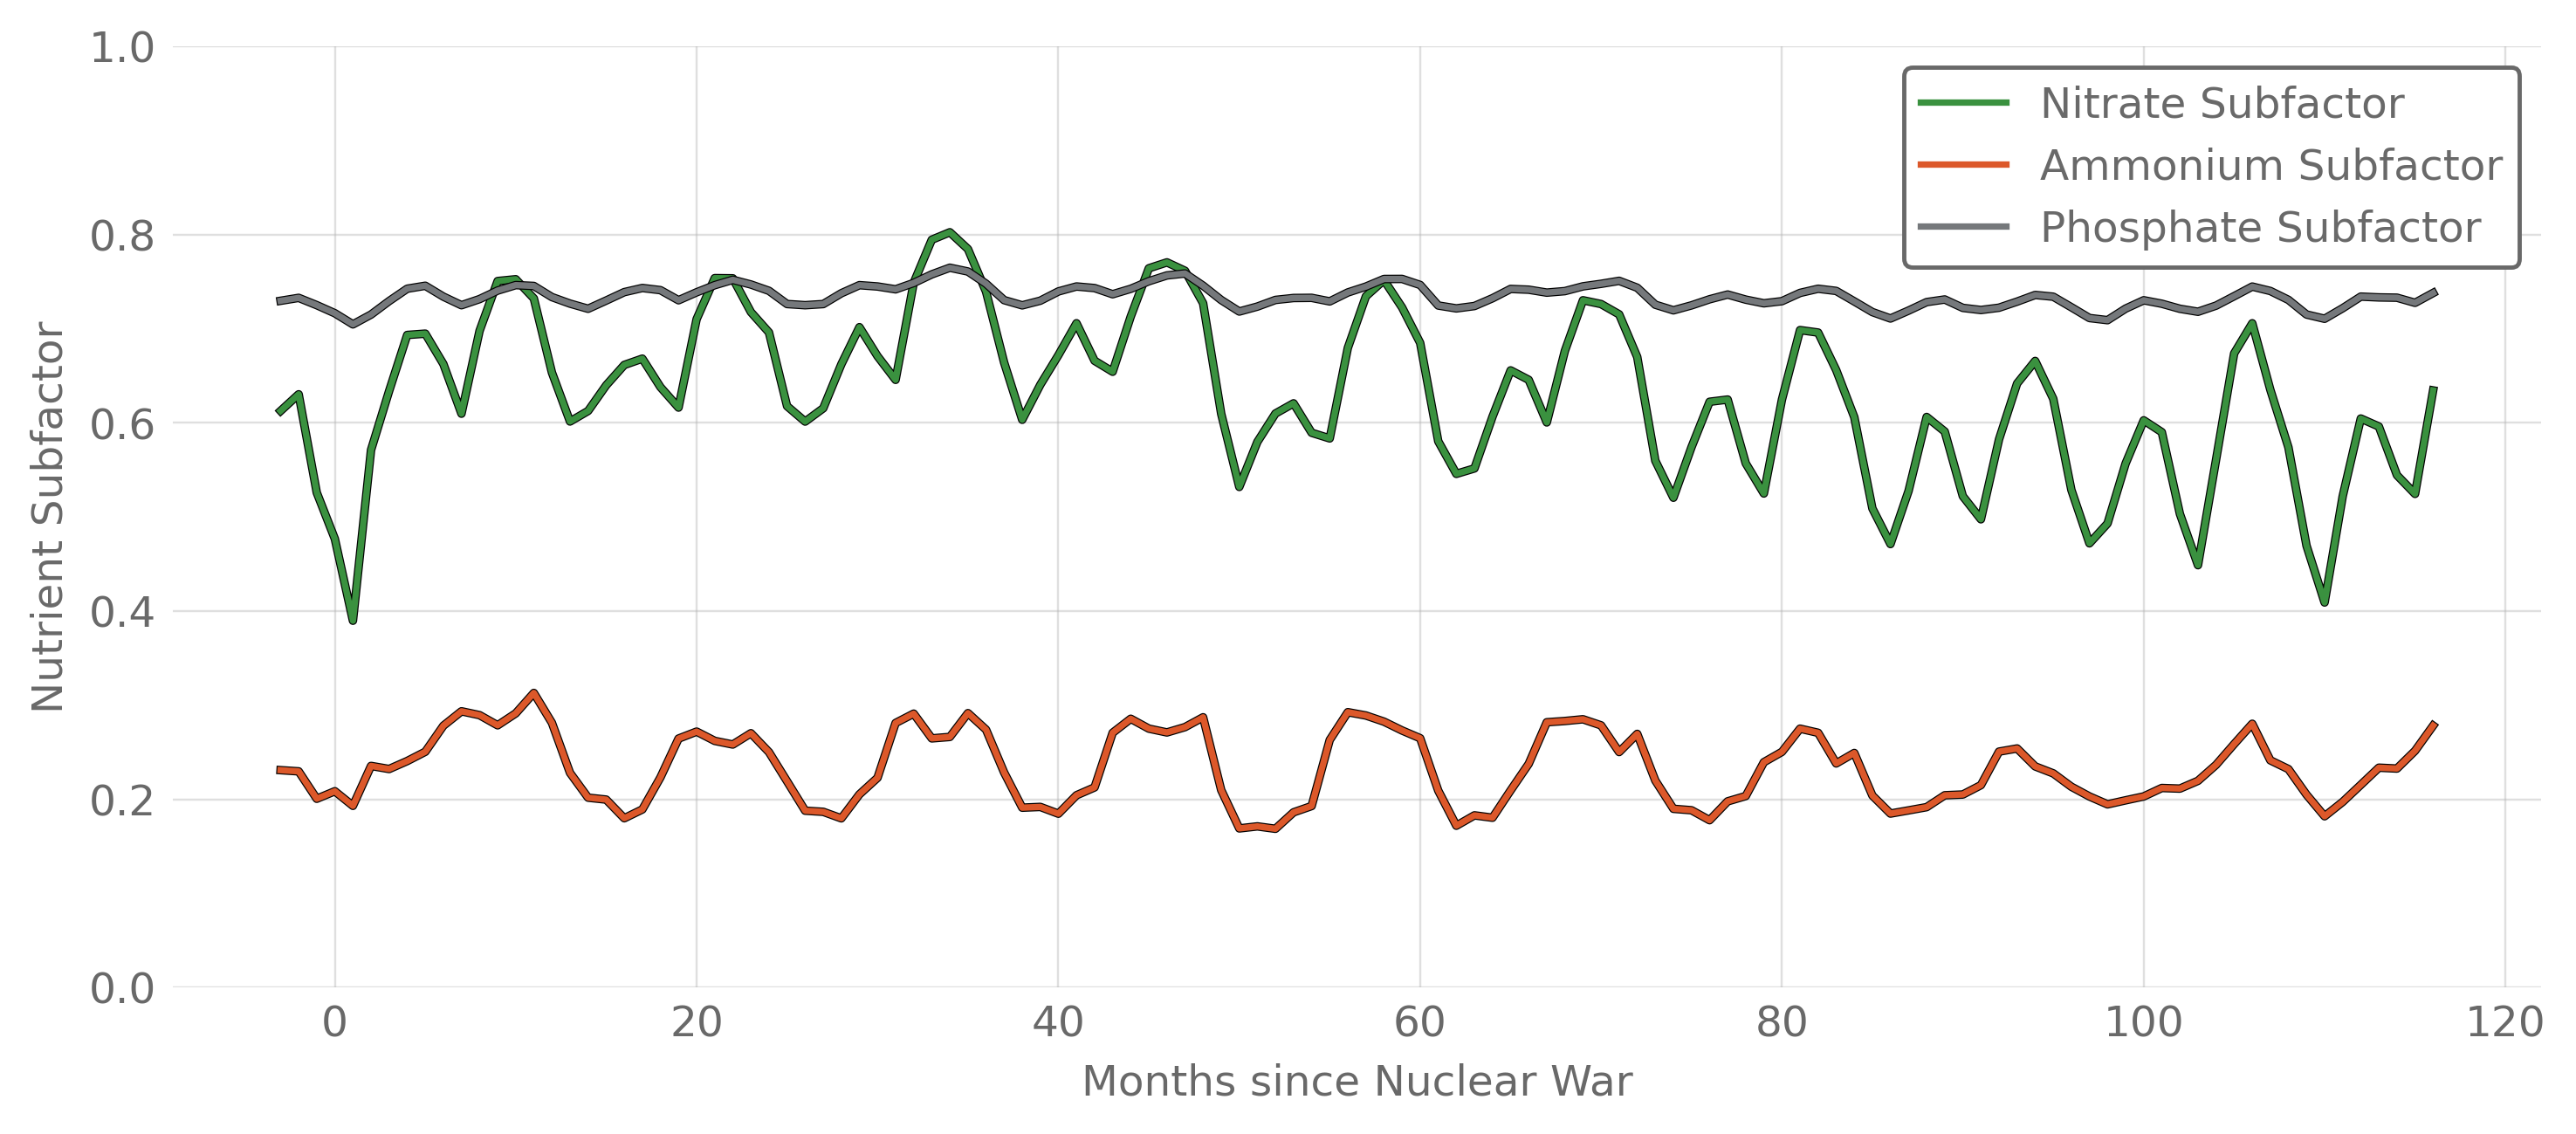 1.0
0.8
0.6
0.4
0.2
0.0
Nutrient Subfactor
Nitrate Subfactor
Ammonium Subfactor
Phosphate Subfactor
0 20 40 60 80 100 120
Months since Nuclear War